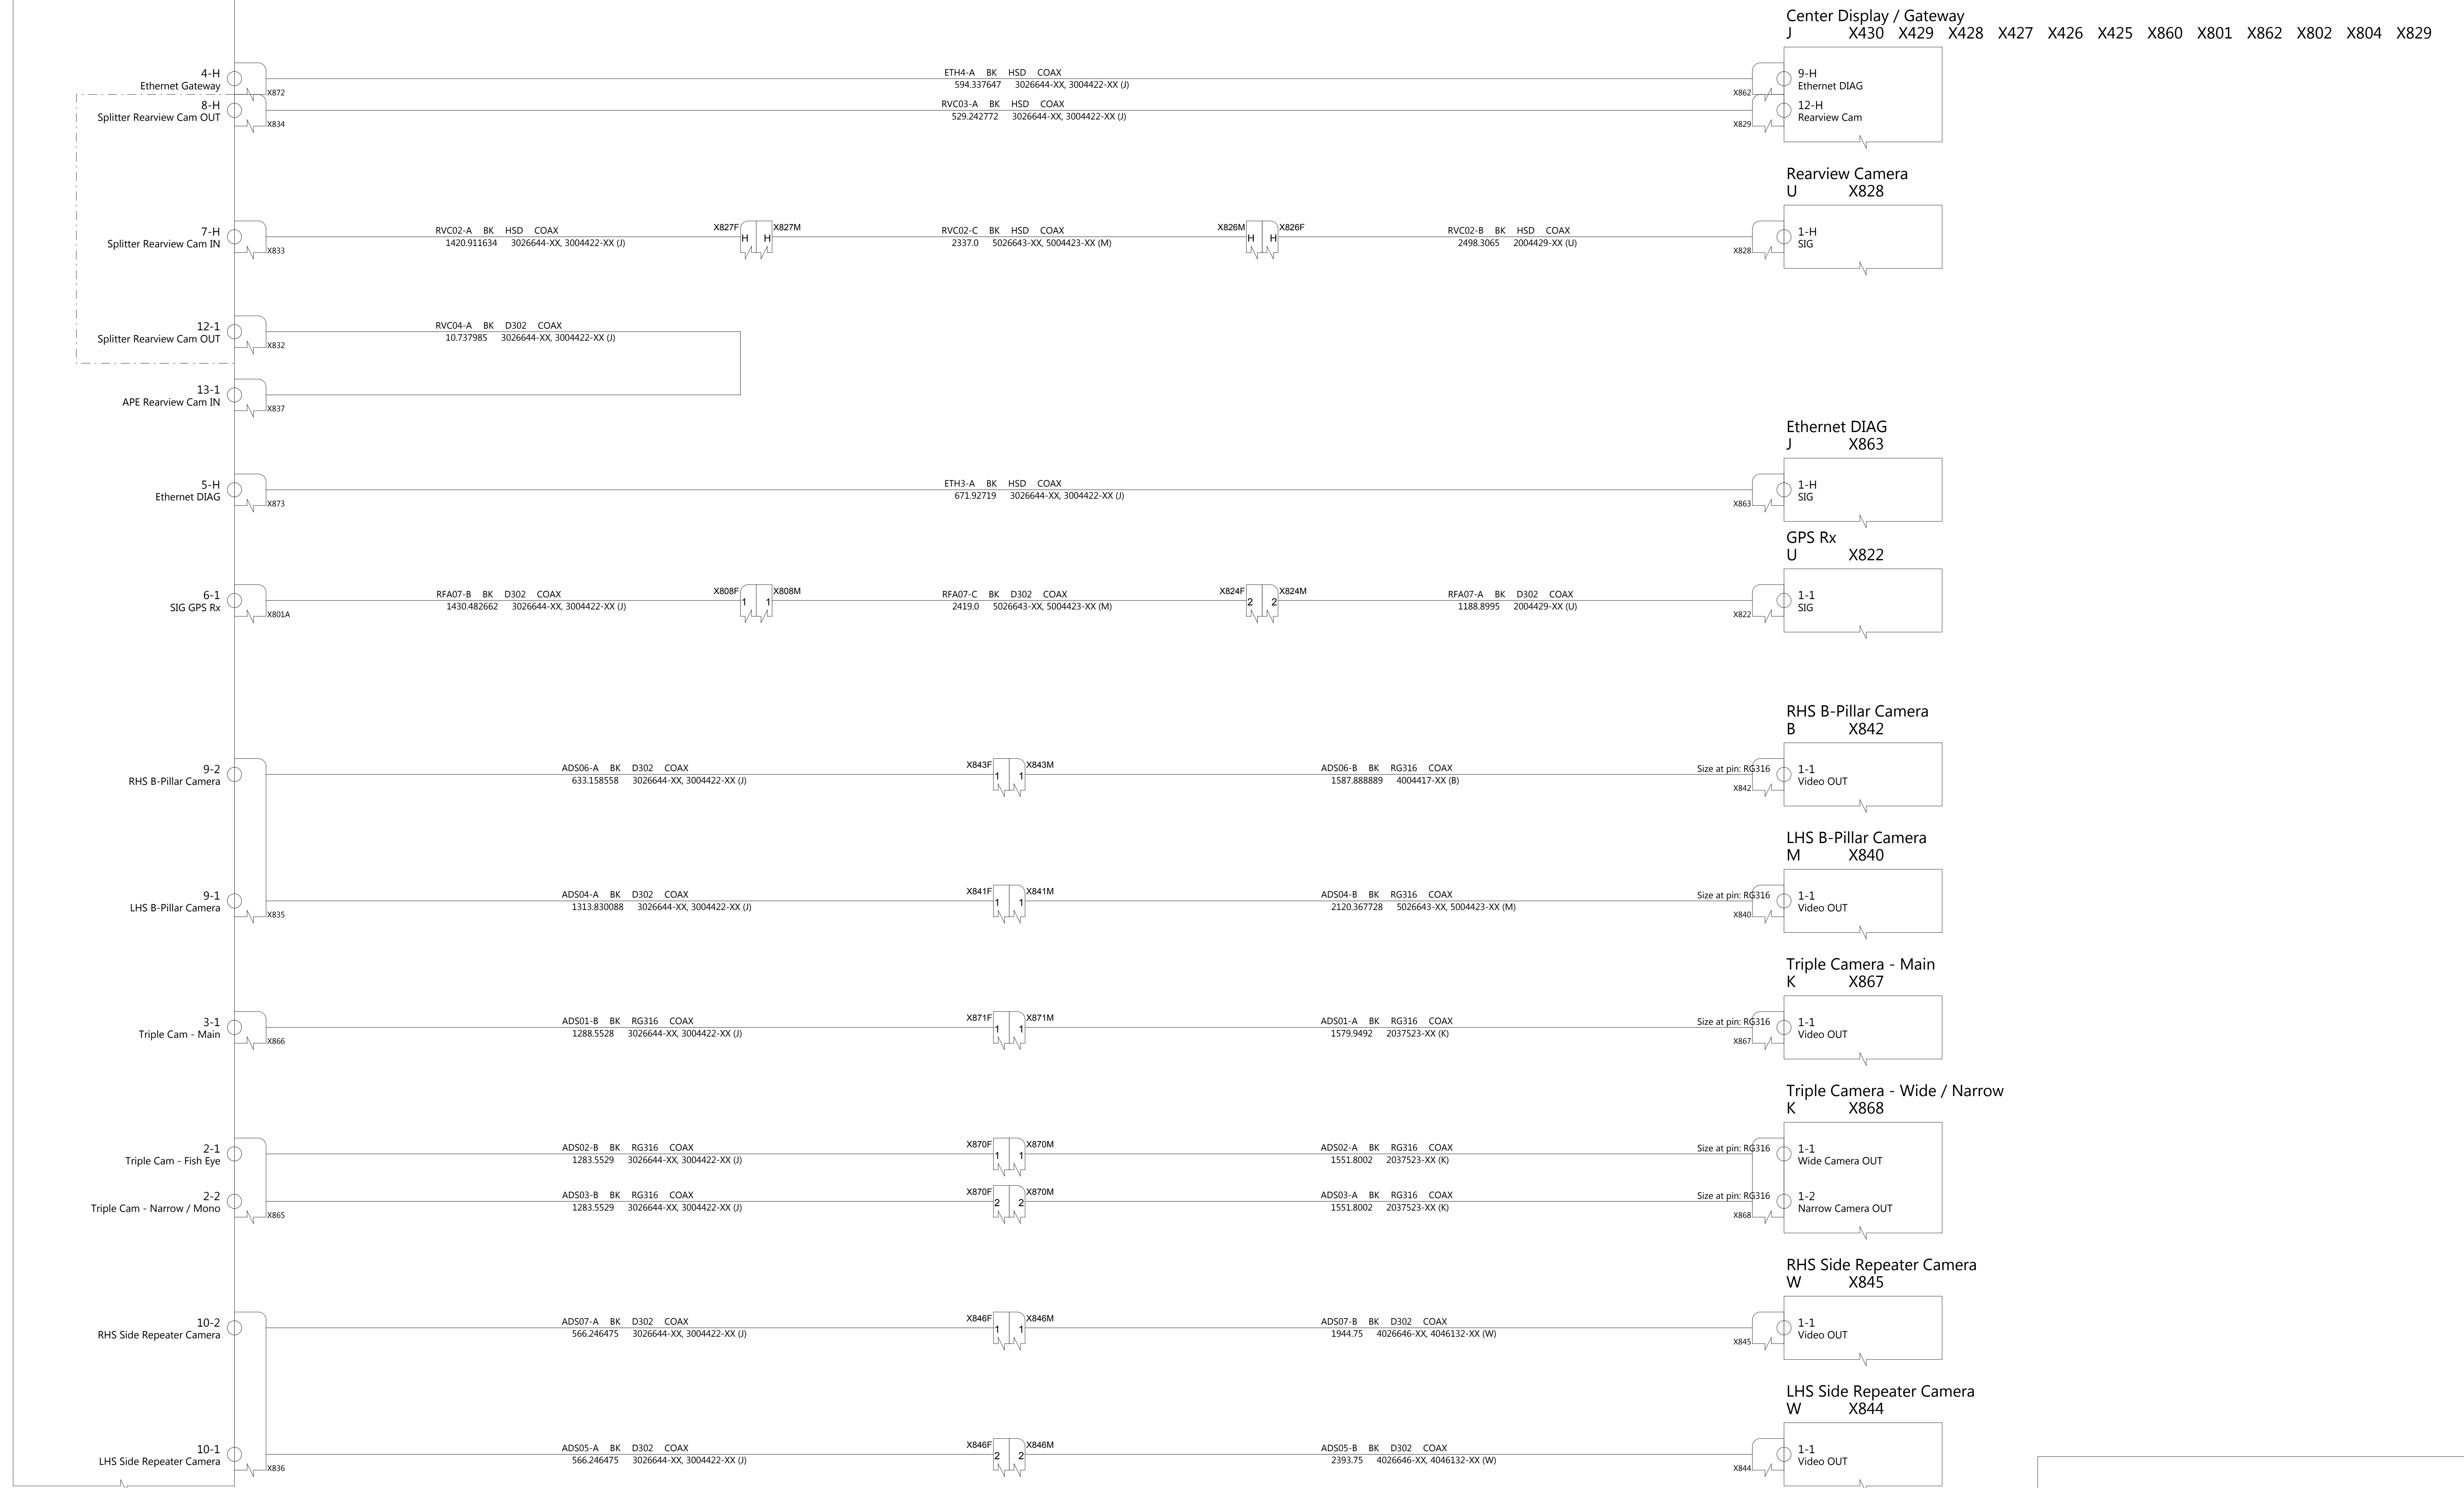 Center Display / Gateway
J X430 X429 X428 X427 X426 X425 X860 X801 X862 X802 X804 X829
4-H
Ethernet Gateway
X872
ETH4-A BK HSD COAX
594.337647 3026644-XX, 3004422-XX (J)
X862
9-H
Ethernet DIAG
8-H
Splitter Rearview Cam OUT
X834
RVC03-A BK HSD COAX
529.242772 3026644-XX, 3004422-XX (J)
X829
12-H
Rearview Cam
Rearview Camera
U X828
7-H
Splitter Rearview Cam IN
X833
RVC02-A BK HSD COAX
1420.911634 3026644-XX, 3004422-XX (J)
X827F
H H
X827M
RVC02-C BK HSD COAX
2337.0 5026643-XX, 5004423-XX (M)
X826M
H H
X826F
RVC02-B BK HSD COAX
2498.3065 2004429-XX (U)
X828
1-H
SIG
12-1
Splitter Rearview Cam OUT
X832
RVC04-A BK D302 COAX
10.737985 3026644-XX, 3004422-XX (J)
13-1
APE Rearview Cam IN
X837
Ethernet DIAG
J X863
5-H
Ethernet DIAG
X873
ETH3-A BK HSD COAX
671.92719 3026644-XX, 3004422-XX (J)
X863
1-H
SIG
GPS Rx
U X822
6-1
SIG GPS Rx
X801A
RFA07-B BK D302 COAX
1430.482662 3026644-XX, 3004422-XX (J)
X808F
1 1
X808M
RFA07-C BK D302 COAX
2419.0 5026643-XX, 5004423-XX (M)
X824F
2 2
X824M
RFA07-A BK D302 COAX
1188.8995 2004429-XX (U)
X822
1-1
SIG
RHS B-Pillar Camera
B X842
9-2
RHS B-Pillar Camera
ADS06-A BK D302 COAX
633.158558 3026644-XX, 3004422-XX (J)
X843F
1 1
X843M
ADS06-B BK RG316 COAX
1587.888889 4004417-XX (B)
Size at pin: RG316
X842
1-1
Video OUT
LHS B-Pillar Camera
M X840
9-1
LHS B-Pillar Camera
X835
ADS04-A BK D302 COAX
1313.830088 3026644-XX, 3004422-XX (J)
X841F
1 1
X841M
ADS04-B BK RG316 COAX
2120.367728 5026643-XX, 5004423-XX (M)
Size at pin: RG316
X840
1-1
Video OUT
Triple Camera - Main
K X867
3-1
Triple Cam - Main
X866
ADS01-B BK RG316 COAX
1288.5528 3026644-XX, 3004422-XX (J)
X871F
1 1
X871M
ADS01-A BK RG316 COAX
1579.9492 2037523-XX (K)
Size at pin: RG316
X867
1-1
Video OUT
Triple Camera - Wide / Narrow
K X868
2-1
Triple Cam - Fish Eye
ADS02-B BK RG316 COAX
1283.5529 3026644-XX, 3004422-XX (J)
X870F
1 1
X870M
ADS02-A BK RG316 COAX
1551.8002 2037523-XX (K)
Size at pin: RG316
1-1
Wide Camera OUT
2-2
Triple Cam - Narrow / Mono
X865
ADS03-B BK RG316 COAX
1283.5529 3026644-XX, 3004422-XX (J)
X870F
2 2
X870M
ADS03-A BK RG316 COAX
1551.8002 2037523-XX (K)
Size at pin: RG316
X868
1-2
Narrow Camera OUT
RHS Side Repeater Camera
W X845
10-2
RHS Side Repeater Camera
ADS07-A BK D302 COAX
566.246475 3026644-XX, 3004422-XX (J)
X846F
1 1
X846M
ADS07-B BK D302 COAX
1944.75 4026646-XX, 4046132-XX (W)
X845
1-1
Video OUT
LHS Side Repeater Camera
W X844
10-1
LHS Side Repeater Camera
X836
ADS05-A BK D302 COAX
566.246475 3026644-XX, 3004422-XX (J)
X846F
2 2
X846M
ADS05-B BK D302 COAX
2393.75 4026646-XX, 4046132-XX (W)
X844
1-1
Video OUT